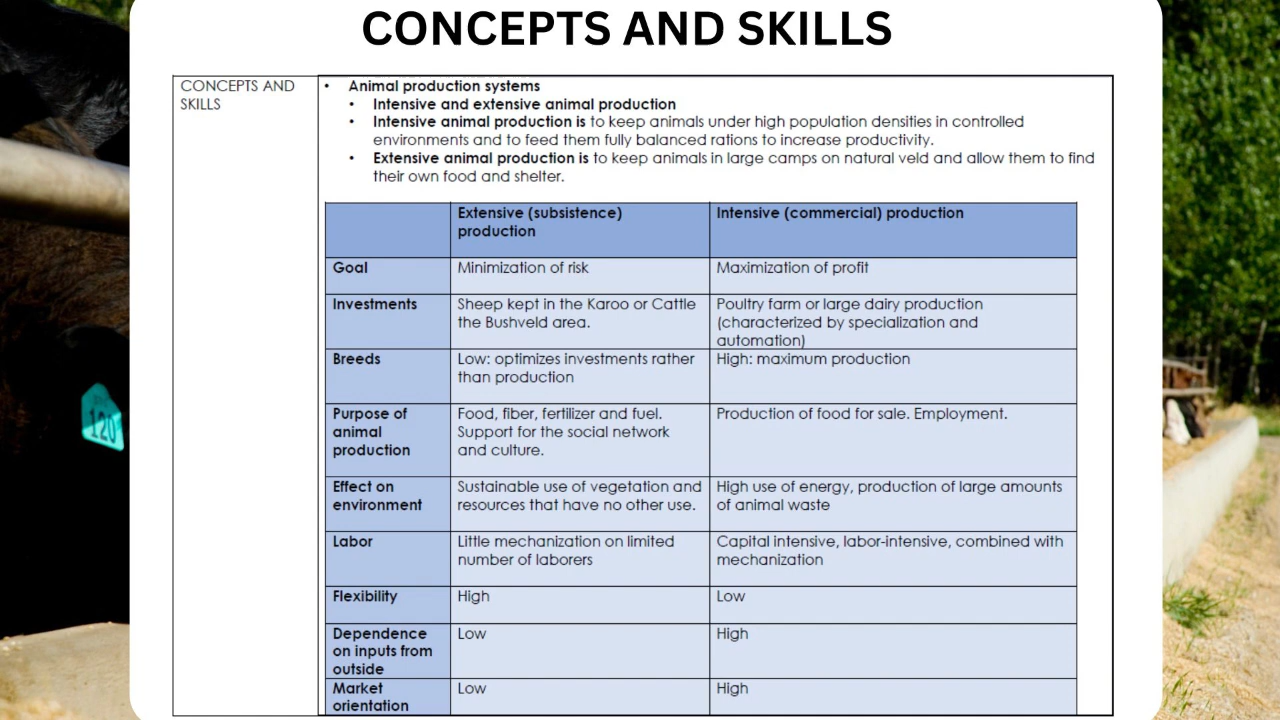 CONCEPTS AND SKILLS
CONCEPTS AND
SKILLS
• Animal production systems
• Intensive and extensive animal production
• Intensive animal production is to keep animals under high population densities in controlled
environments and to feed them fully balanced rations to increase productivity.
• Extensive animal production is to keep animals in large camps on natural veld and allow them to find
their own food and shelter.
Extensive (subsistence)
production
Intensive (commercial) production
Goal
Minimization of risk
Maximization of profit
Investments
Sheep kept in the Karoo or Cattle
the Bushveld area.
Poultry farm or large dairy production
(characterized by specialization and
automation)
Breeds
Low: optimizes investments rather
than production
High: maximum production
Purpose of
animal
production
Food, fiber, fertilizer and fuel.
Support for the social network
and culture.
Production of food for sale. Employment.
Effect on
environment
Sustainable use of vegetation and
resources that have no other use.
High use of energy, production of large amounts
of animal waste
Labor
Little mechanization on limited
number of laborers
Capital intensive, labor-intensive, combined with
mechanization
Flexibility
High
Low
Dependence
on inputs from
outside
Low
High
Market
orientation
Low
High
120